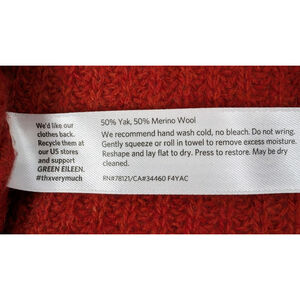 We'd like our
clothes back.
Recycle them at
our US stores
and support
GREEN EILEEN.
#thxverymuch
50% Yak, 50% Merino Wool
We recommend hand wash cold, no bleach. Do not wring.
Gently squeeze or roll in towel to remove excess moisture.
Reshape and lay flat to dry. Press to restore. May be dry
cleaned.
RN#78121/CA#34460 F4YAC